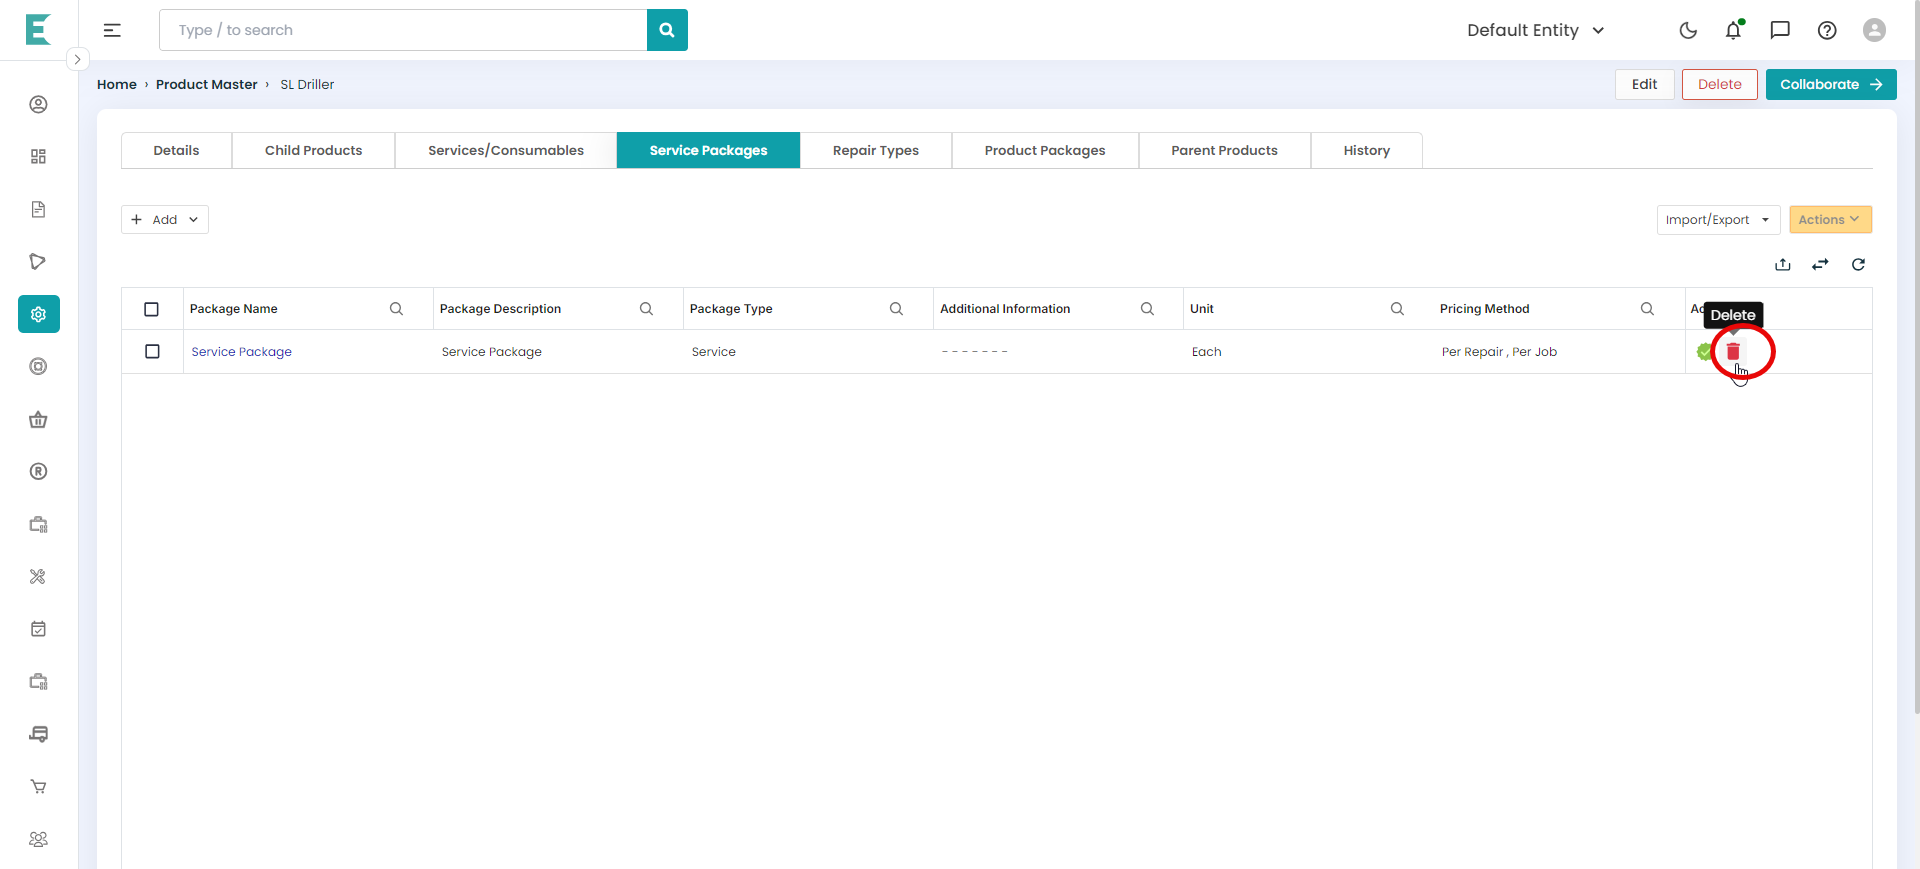 E
Type / to search
Default Entity
Home › Product Master › SL Driller
Edit
Delete
Collaborate
Details
Child Products
Services/Consumables
Service Packages
Repair Types
Product Packages
Parent Products
History
+ Add
Import/Export
Actions
Package Name
Package Description
Package Type
Additional Information
Unit
Pricing Method
Delete
Service Package
Service Package
Service
- - - - - - -
Each
Per Repair , Per Job